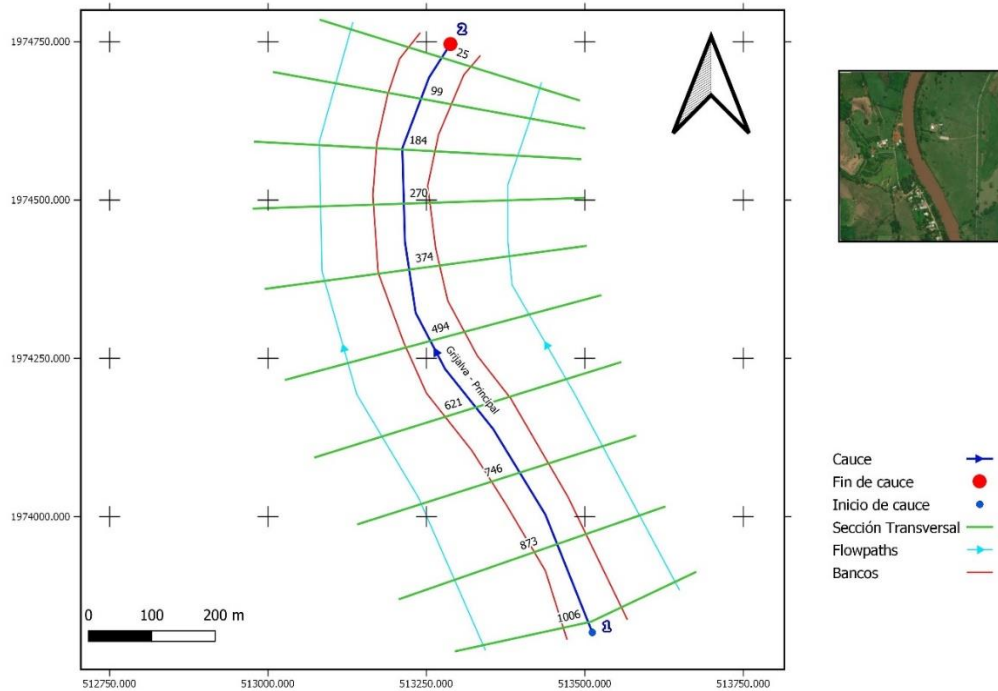 1974750.000
1974500.000
1974250.000
1974000.000
2
25
99
184
270
374
494
Grijalva - Principal
621
746
873
1006
1
0 100 200 m
512750.000 513000.000 513250.000 513500.000 513750.000
Cauce
Fin de cauce
Inicio de cauce
Sección Transversal
Flowpaths
Bancos